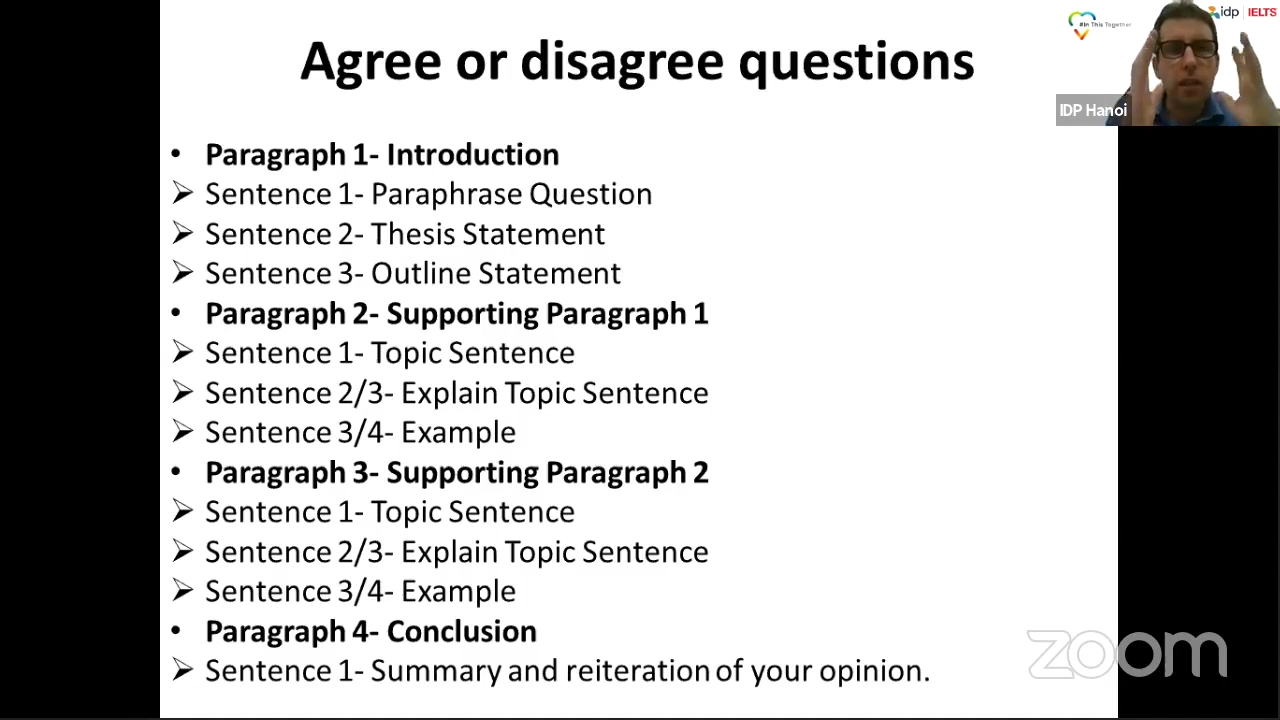 Agree or disagree questions
#In This Together
idp IELTS
IDP Hanoi
• Paragraph 1- Introduction
➢ Sentence 1- Paraphrase Question
➢ Sentence 2- Thesis Statement
➢ Sentence 3- Outline Statement
• Paragraph 2- Supporting Paragraph 1
➢ Sentence 1- Topic Sentence
➢ Sentence 2/3- Explain Topic Sentence
➢ Sentence 3/4- Example
• Paragraph 3- Supporting Paragraph 2
➢ Sentence 1- Topic Sentence
➢ Sentence 2/3- Explain Topic Sentence
➢ Sentence 3/4- Example
• Paragraph 4- Conclusion
➢ Sentence 1- Summary and reiteration of your opinion.
zoom